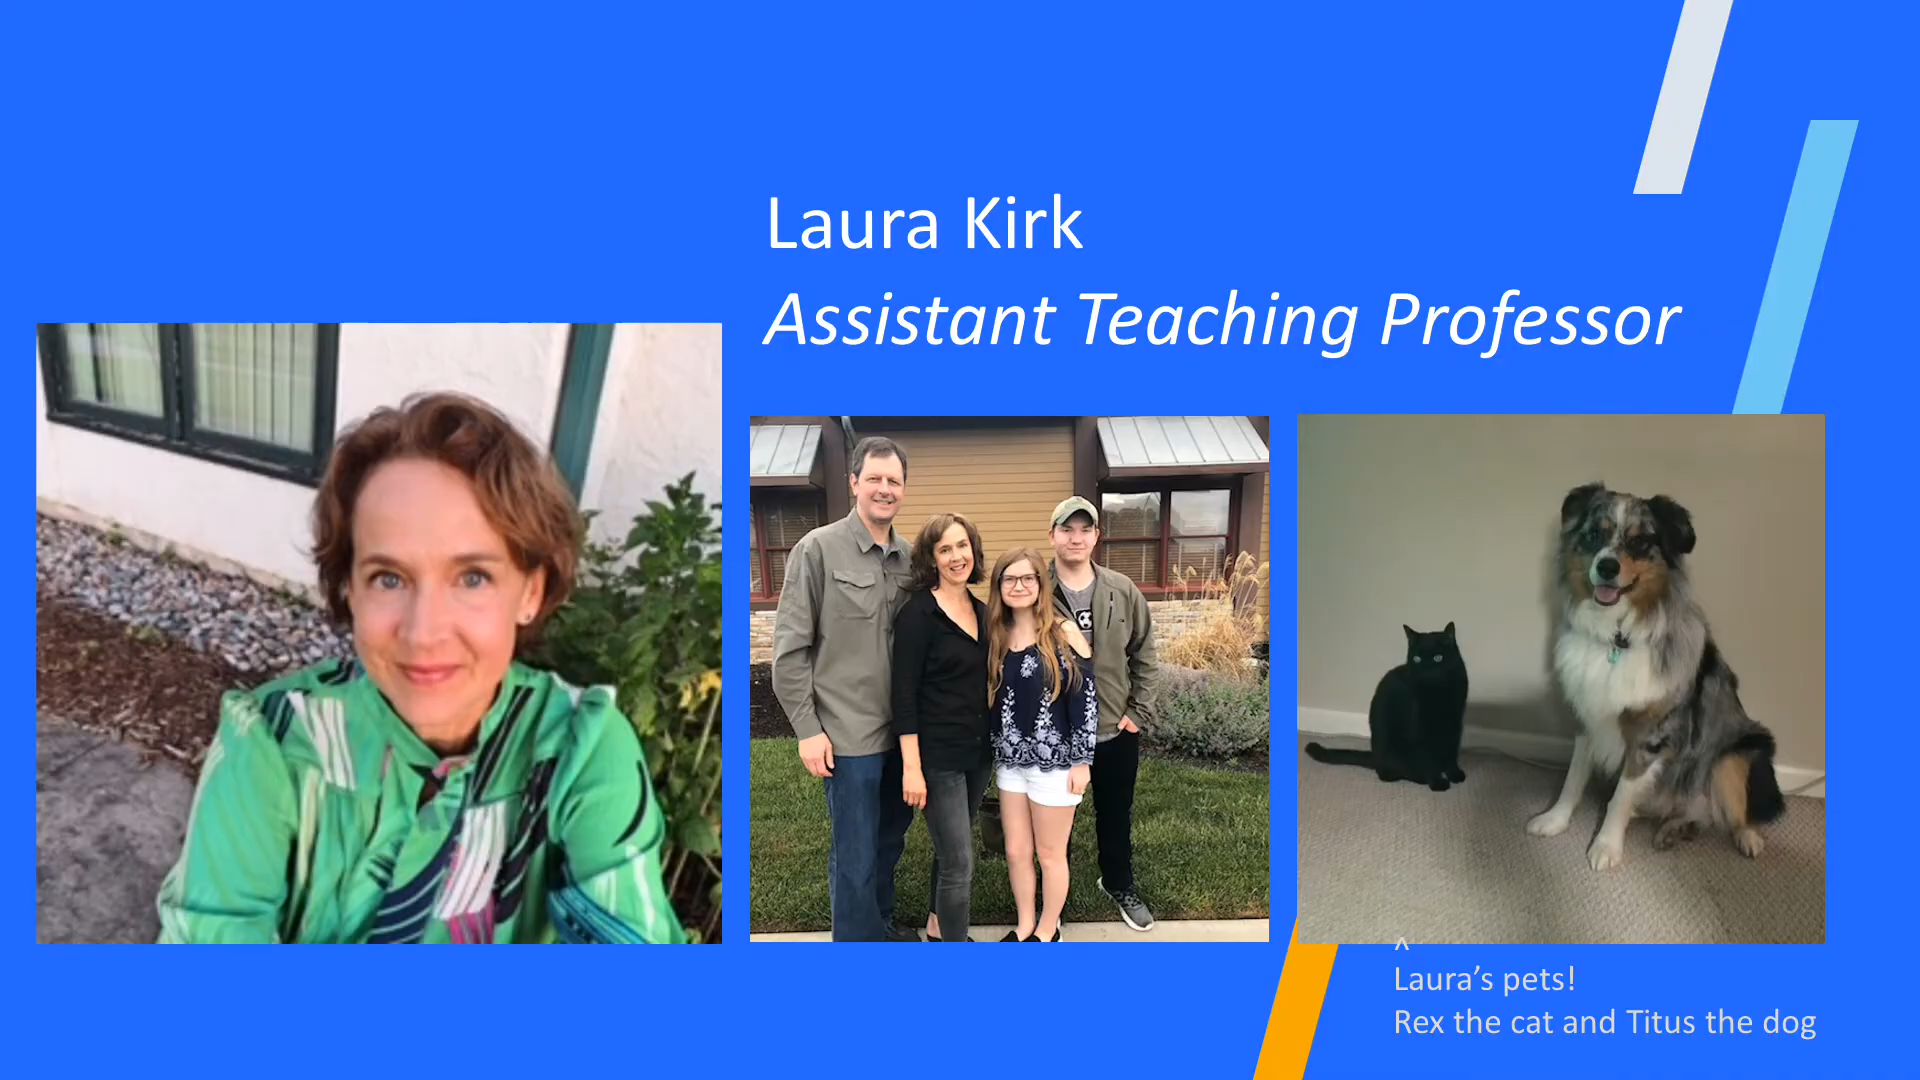 Laura Kirk
Assistant Teaching Professor
^
Laura’s pets!
Rex the cat and Titus the dog